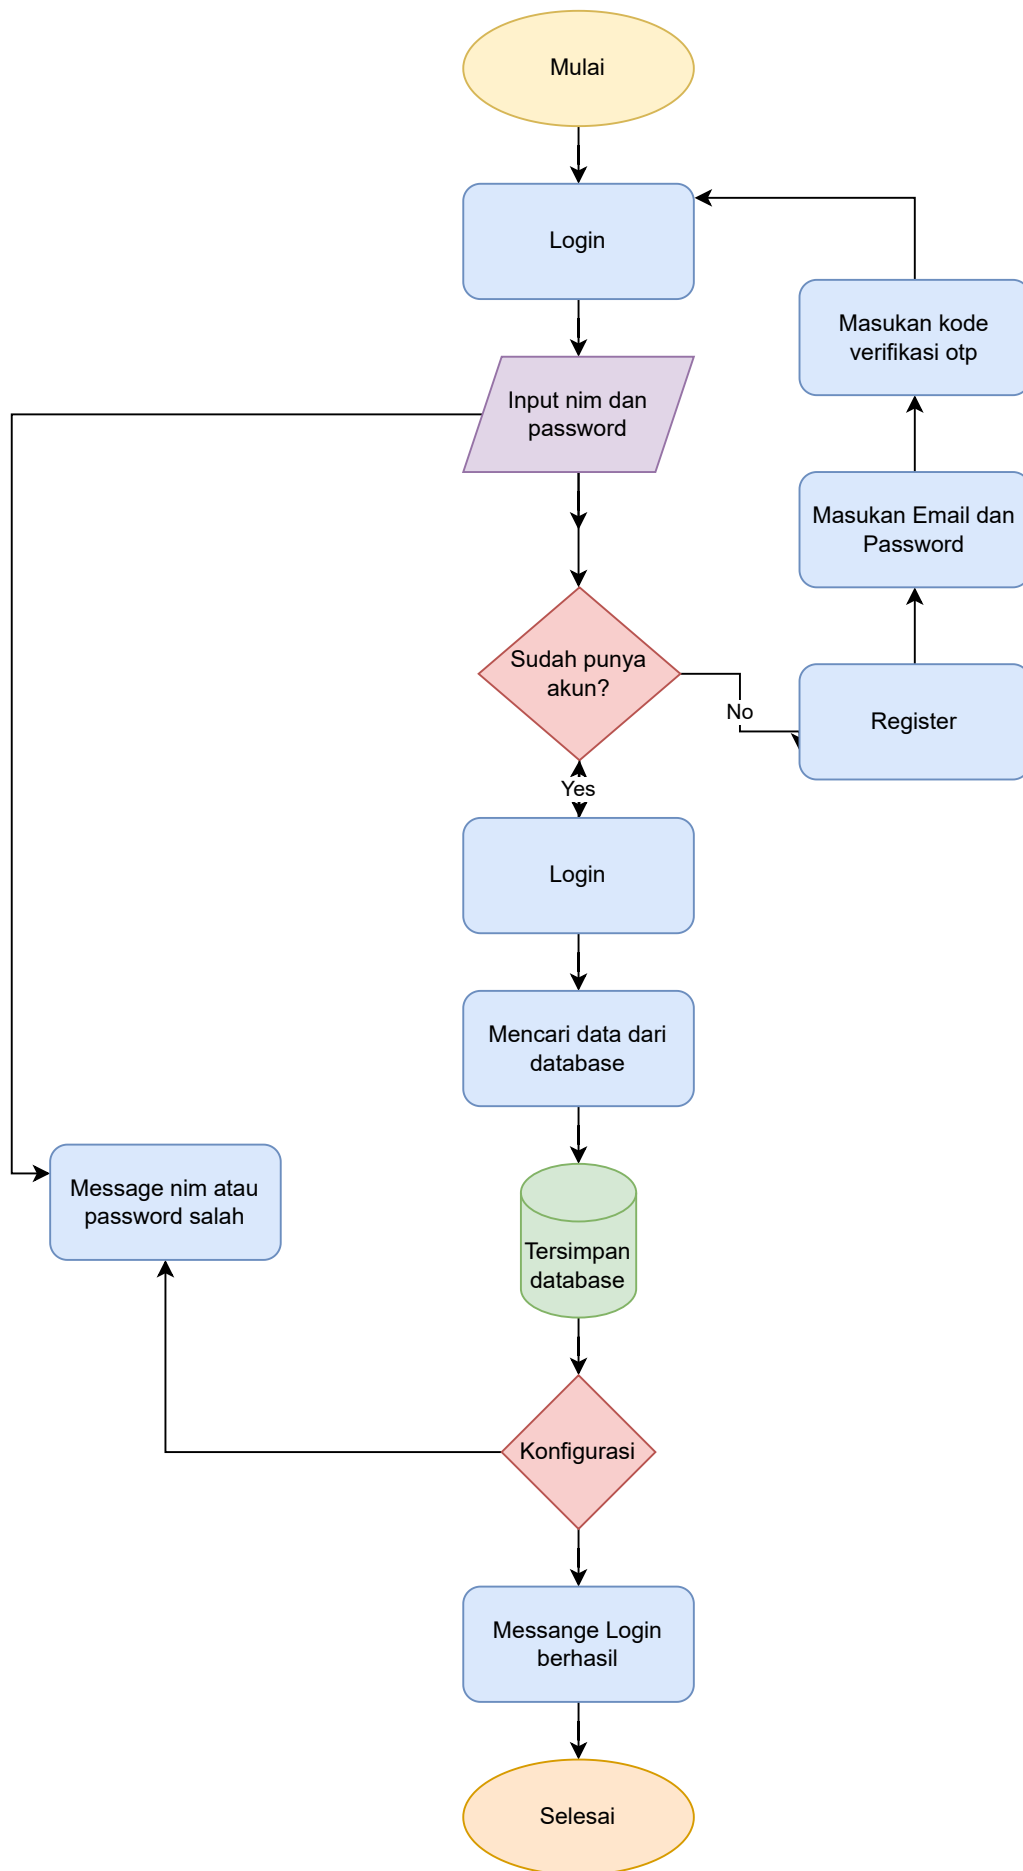 Mulai
Login
Masukan kode
verifikasi otp
Input nim dan
password
Masukan Email dan
Password
Sudah punya
akun?
No
Register
Yes
Login
Mencari data dari
database
Message nim atau
password salah
Tersimpan
database
Konfigurasi
Messange Login
berhasil
Selesai